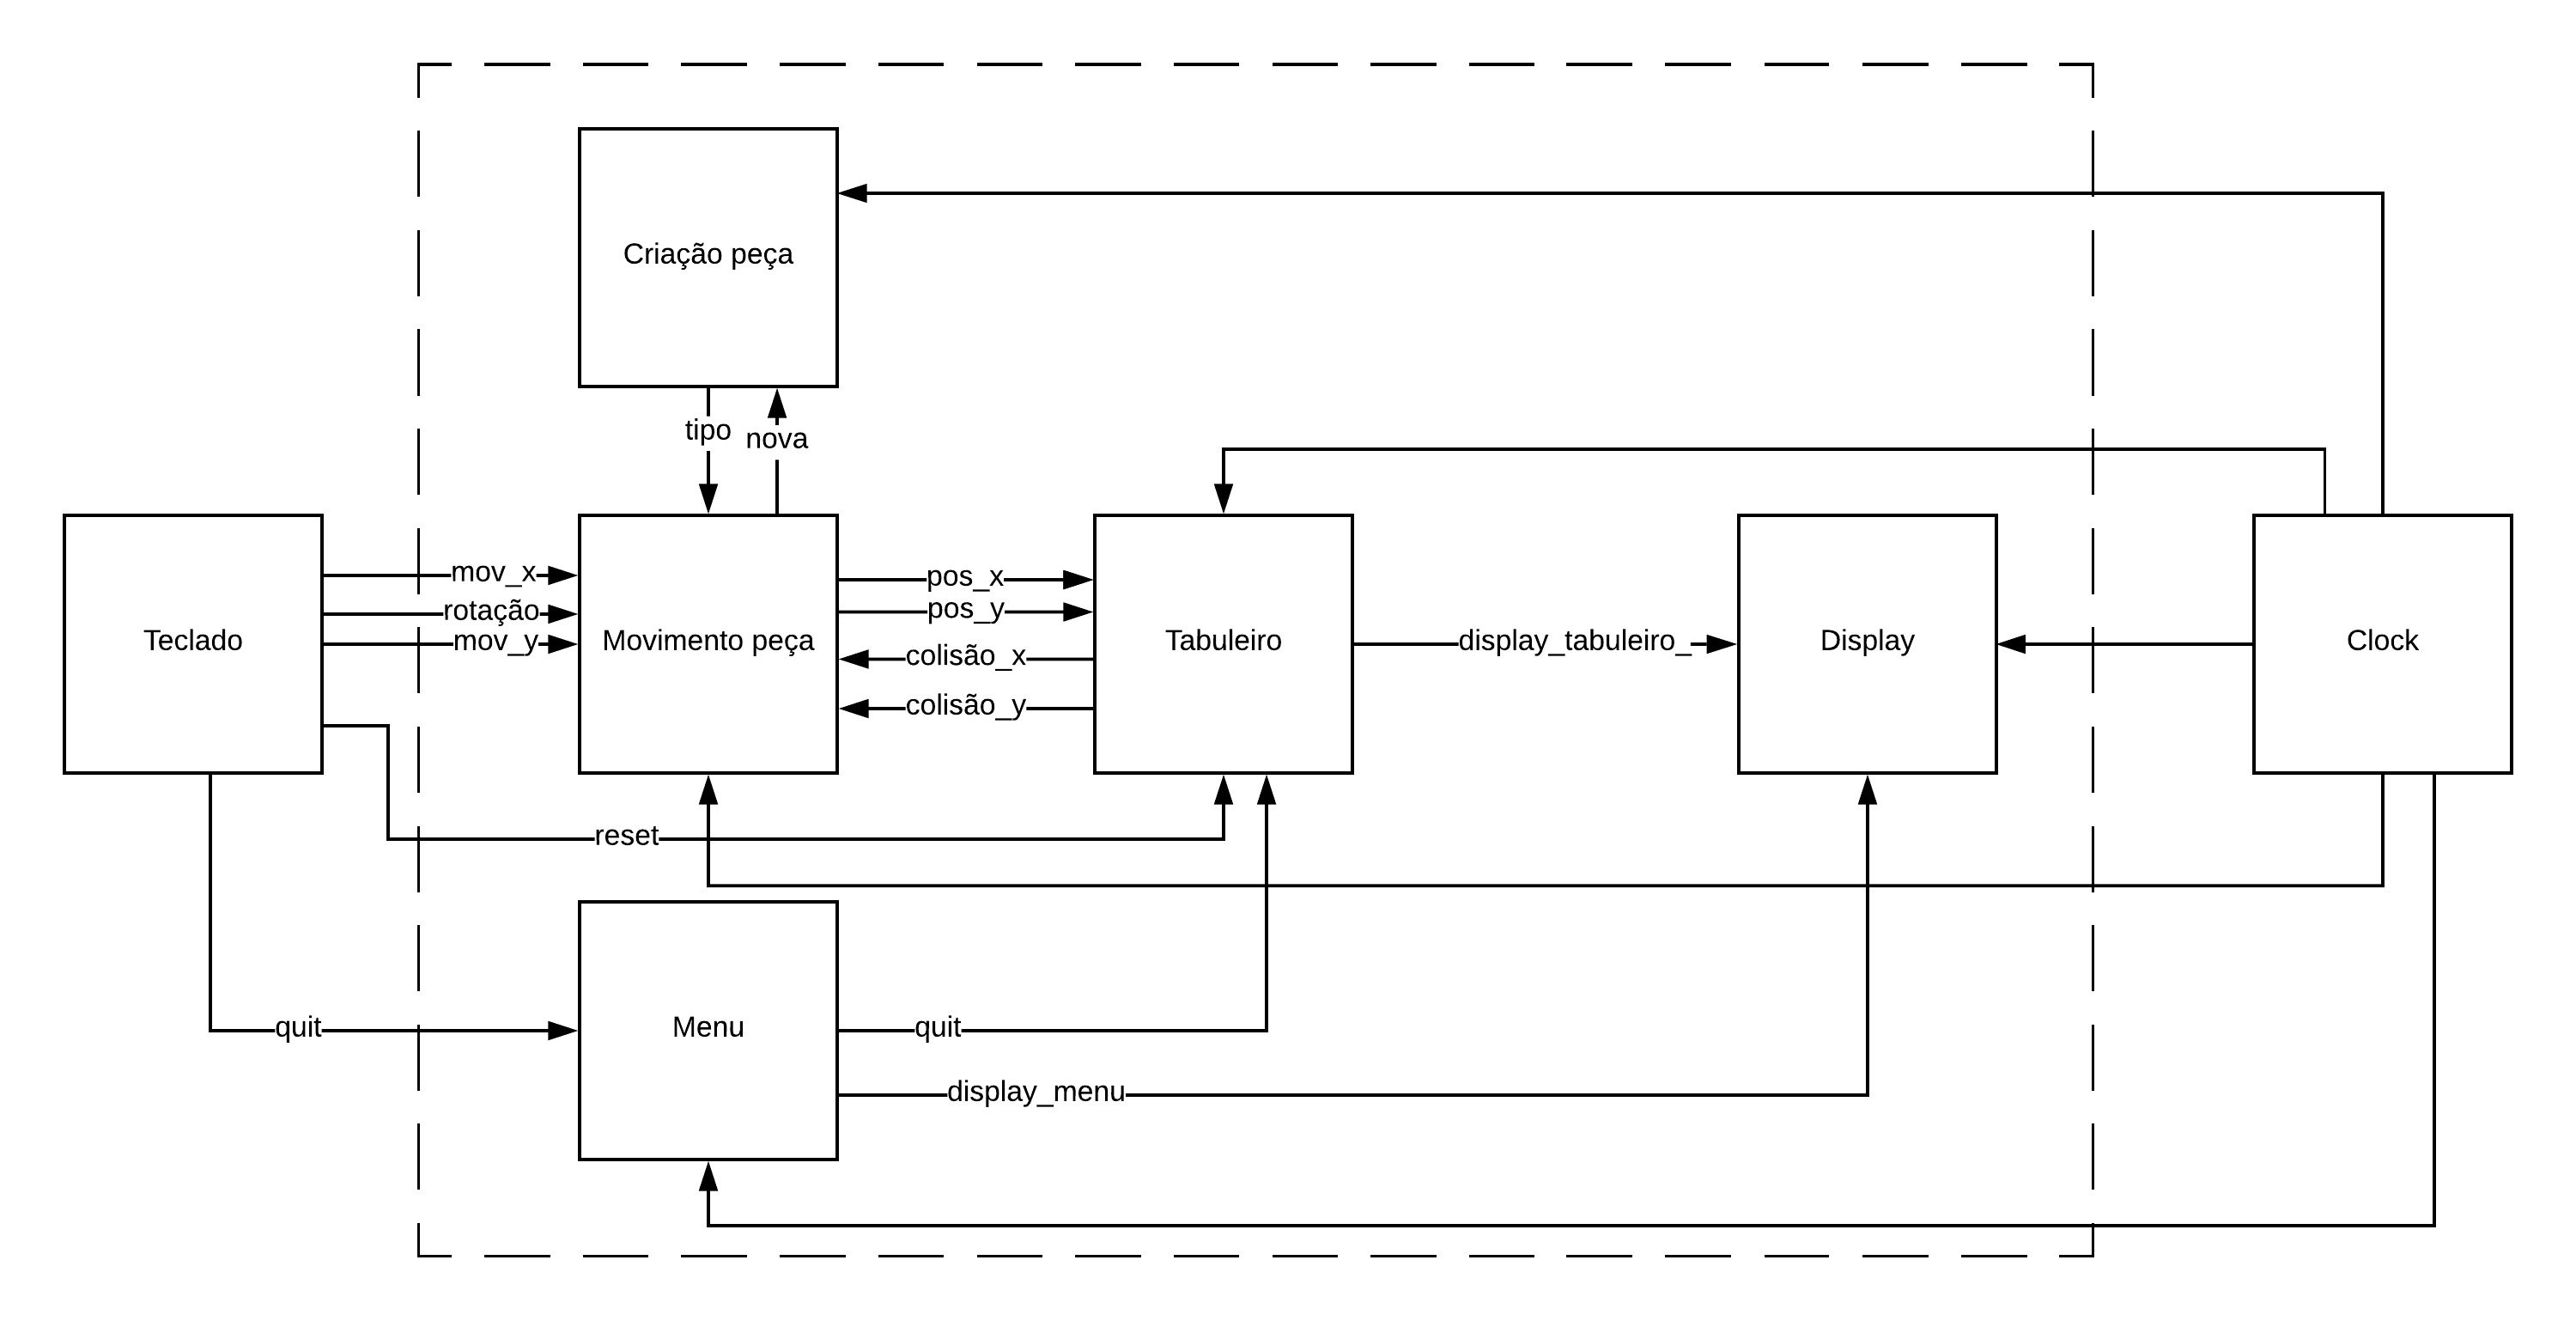 Criação peça
tipo
nova
mov_x
rotação
mov_y
Teclado
Movimento peça
pos_x
pos_y
colisão_x
colisão_y
Tabuleiro
display_tabuleiro_
Display
Clock
reset
quit
Menu
quit
display_menu